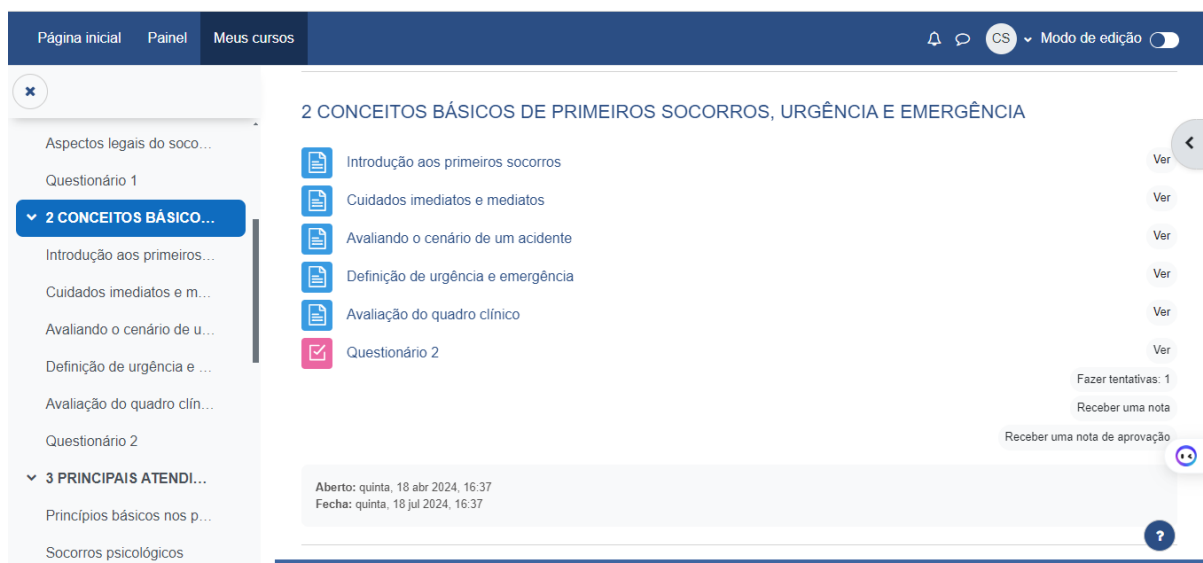 Página inicial Painel Meus cursos CS Modo de edição
Aspectos legais do soco...
Questionário 1
2 CONCEITOS BÁSICO...
Introdução aos primeiros...
Cuidados imediatos e m...
Avaliando o cenário de u...
Definição de urgência e ...
Avaliação do quadro clín...
Questionário 2
3 PRINCIPAIS ATENDI...
Princípios básicos nos p...
Socorros psicológicos
2 CONCEITOS BÁSICOS DE PRIMEIROS SOCORROS, URGÊNCIA E EMERGÊNCIA
Introdução aos primeiros socorros Ver
Cuidados imediatos e mediatos Ver
Avaliando o cenário de um acidente Ver
Definição de urgência e emergência Ver
Avaliação do quadro clínico Ver
Questionário 2 Ver
Fazer tentativas: 1
Receber uma nota
Receber uma nota de aprovação
Aberto: quinta, 18 abr 2024, 16:37
Fecha: quinta, 18 jul 2024, 16:37
?